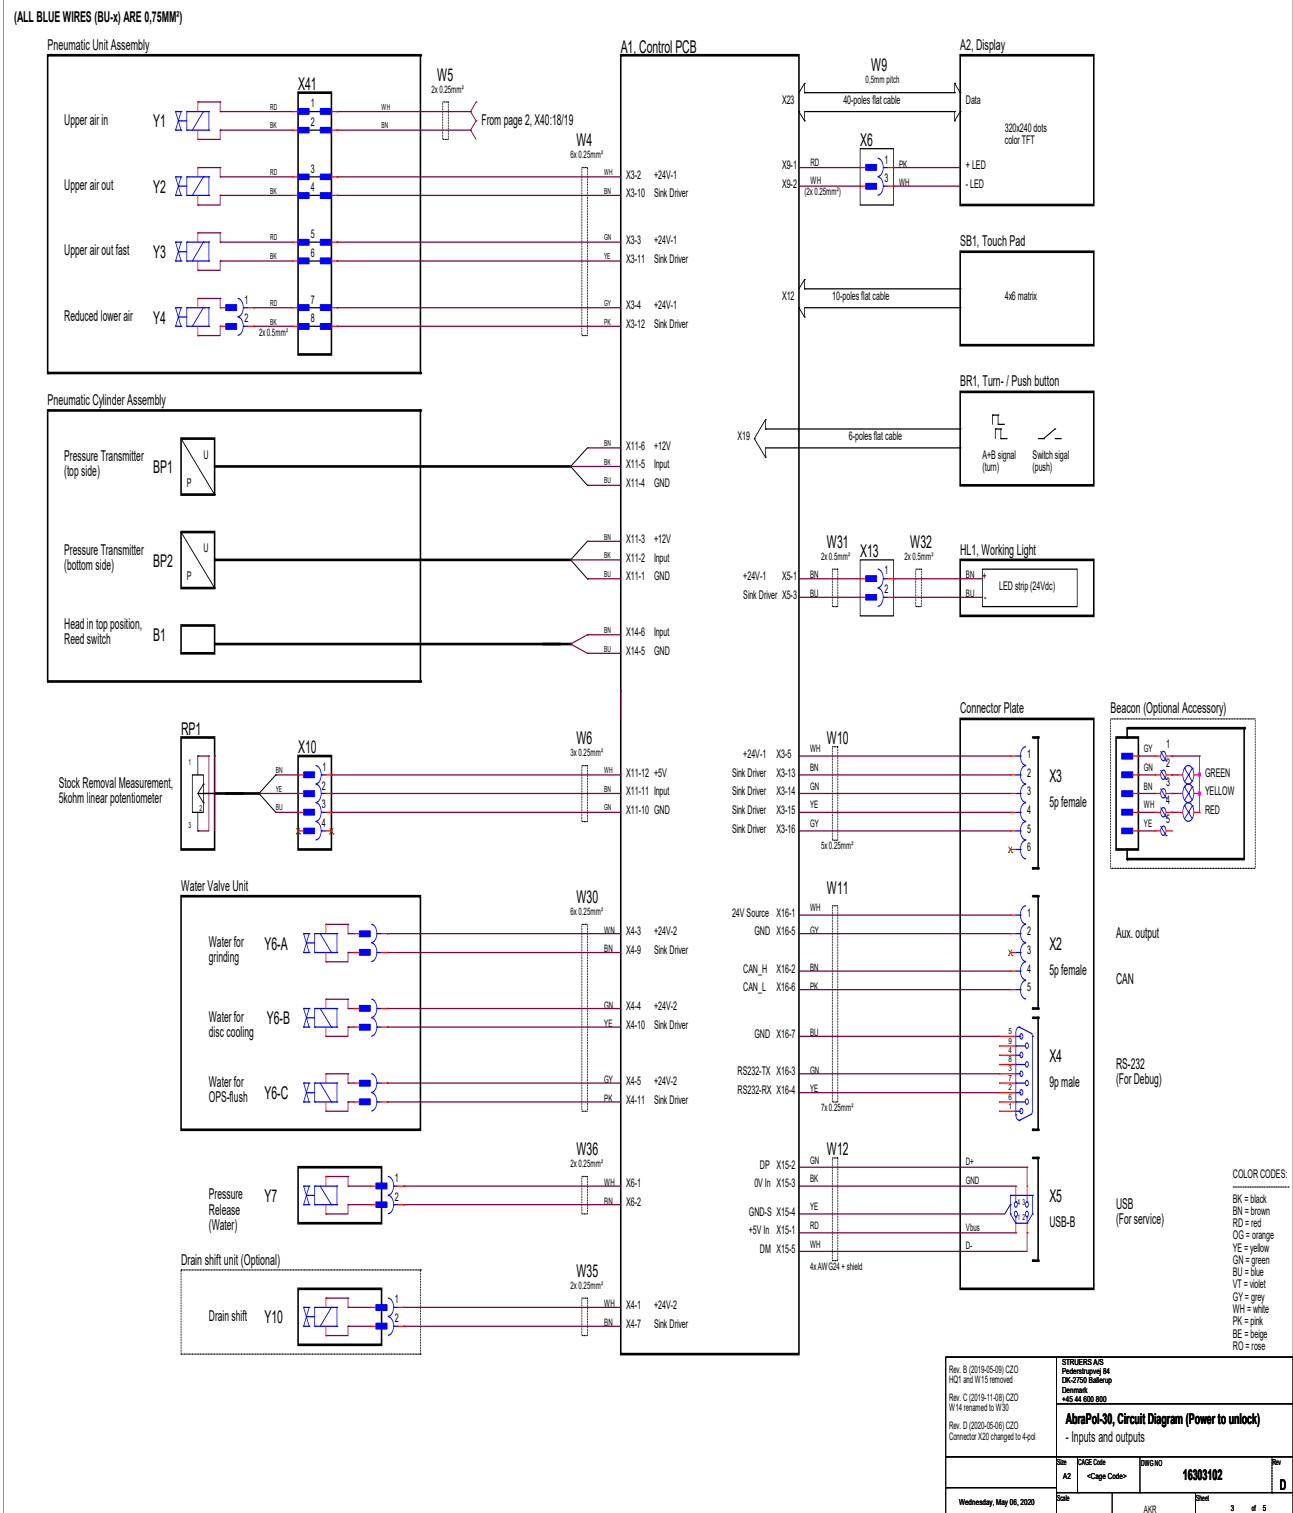 (ALL BLUE WIRES (BU-x) ARE 0,75MM²)
Pneumatic Unit Assembly
X41
W5
2x 0.25mm²
Upper air in
Y1
RD
1
WH
BK
2
BN
From page 2, X40:18/19
W4
6x 0.25mm²
Upper air out
Y2
RD
3
WH
X3-2 +24V-1
BK
4
BN
X3-10 Sink Driver
Upper air out fast
Y3
RD
5
GN
X3-3 +24V-1
BK
6
YE
X3-11 Sink Driver
Reduced lower air
Y4
1
RD
7
GY
X3-4 +24V-1
2
BK
8
PK
X3-12 Sink Driver
2x 0.5mm²
Pneumatic Cylinder Assembly
Pressure Transmitter
(top side)
BP1
U
P
BN
X11-6 +12V
BK
X11-5 Input
BU
X11-4 GND
Pressure Transmitter
(bottom side)
BP2
U
P
BN
X11-3 +12V
BK
X11-2 Input
BU
X11-1 GND
Head in top position,
Reed switch
B1
BN
X14-6 Input
BU
X14-5 GND
RP1
1
2
3
X10
W6
3x 0.25mm²
Stock Removal Measurement,
5kohm linear potentiometer
BN
1
WH
X11-12 +5V
YE
2
BN
X11-11 Input
BU
3
GN
X11-10 GND
4
Water Valve Unit
W30
6x 0.25mm²
Water for
grinding
Y6-A
WN
X4-3 +24V-2
BN
X4-9 Sink Driver
Water for
disc cooling
Y6-B
GN
X4-4 +24V-2
YE
X4-10 Sink Driver
Water for
OPS-flush
Y6-C
GY
X4-5 +24V-2
PK
X4-11 Sink Driver
W36
2x 0.25mm²
Pressure
Release
(Water)
Y7
1
WH
X6-1
2
BN
X6-2
Drain shift unit (Optional)
W35
2x 0.25mm²
Drain shift
Y10
1
WH
X4-1 +24V-2
2
BN
X4-7 Sink Driver
A1, Control PCB
A2, Display
W9
0,5mm pitch
X23
40-poles flat cable
Data
320x240 dots
color TFT
X6
X9-1
RD
1
PK
+ LED
X9-2
WH
3
WH
- LED
(2x 0.25mm²)
SB1, Touch Pad
X12
10-poles flat cable
4x6 matrix
BR1, Turn- / Push button
X19
6-poles flat cable
A+B signal
(turn)
Switch sigal
(push)
W31
2x 0.5mm²
X13
W32
2x 0.5mm²
HL1, Working Light
+24V-1 X5-1
BN
1
BN
+
Sink Driver X5-3
BU
2
BU
-
LED strip (24Vdc)
Connector Plate
Beacon (Optional Accessory)
W10
+24V-1 X3-5
WH
1
Sink Driver X3-13
BN
2
Sink Driver X3-14
GN
3
Sink Driver X3-15
YE
4
Sink Driver X3-16
GY
5
6
5x 0.25mm²
X3
5p female
GY
1
GN
2
GREEN
BN
3
YELLOW
WH
4
RED
YE
5
W11
24V Source X16-1
WH
1
GND X16-5
GY
2
3
CAN_H X16-2
BN
4
CAN_L X16-6
PK
5
X2
5p female
Aux. output
CAN
GND X16-7
BU
RS232-TX X16-3
GN
RS232-RX X16-4
YE
7x 0.25mm²
5
9
4
8
3
7
2
6
1
X4
9p male
RS-232
(For Debug)
W12
DP X15-2
GN
D+
0V In X15-3
BK
GND
GND-S X15-4
YE
+5V In X15-1
RD
Vbus
DM X15-5
WH
D-
4x AWG24 + shield
4 3
1 2
X5
USB-B
USB
(For service)
COLOR CODES:
BK = black
BN = brown
RD = red
OG = orange
YE = yellow
GN = green
BU = blue
VT = violet
GY = grey
WH = white
PK = pink
BE = beige
RO = rose
Rev. B (2019-05-09) CZO
HQ1 and W15 removed
Rev. C (2019-11-08) CZO
W14 renamed to W30
Rev. D (2020-05-06) CZO
Connector X20 changed to 4-pol
STRUERS A/S
Pederstrupvej 84
DK-2750 Ballerup
Denmark
+45 44 600 800
AbraPol-30, Circuit Diagram (Power to unlock)
- Inputs and outputs
Size
A2
CAGE Code
<Cage Code>
DWG NO
16303102
Rev
D
Wednesday, May 06, 2020
Scale
AKR
Sheet
3 of 5